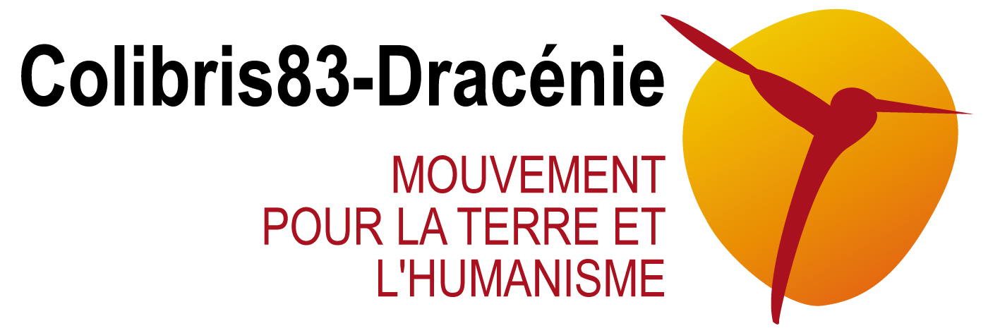 Colibris83-Dracénie
MOUVEMENT
POUR LA TERRE ET
L'HUMANISME